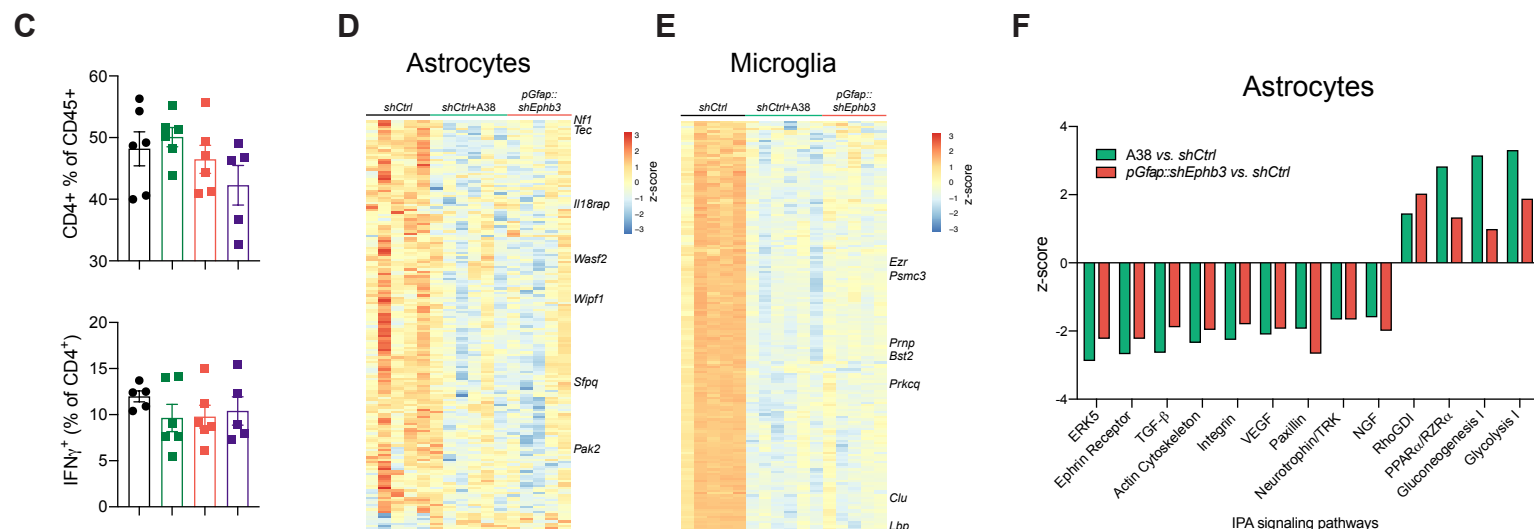 C
CD4+ % of CD45+
60
50
40
30
IFNγ⁺ (% of CD4⁺)
20
15
10
5
0
D
Astrocytes
shCtrl
shCtrl+A38
pGfap::
shEphb3
Nf1
Tec
Il18rap
Wasf2
Wipf1
Sfpq
Pak2
3
2
1
0
−1
−2
−3
z-score
E
Microglia
shCtrl
shCtrl+A38
pGfap::
shEphb3
Ezr
Psmc3
Prnp
Bst2
Prkcq
Clu
Lbp
3
2
1
0
−1
−2
−3
z-score
F
Astrocytes
A38 vs. shCtrl
pGfap::shEphb3 vs. shCtrl
z-score
4
2
0
-2
-4
ERK5
Ephrin Receptor
TGF-β
Actin Cytoskeleton
Integrin
VEGF
Paxillin
Neurotrophin/TRK
NGF
RhoGDI
PPARα/RZRα
Gluconeogenesis I
Glycolysis I
IPA signaling pathways